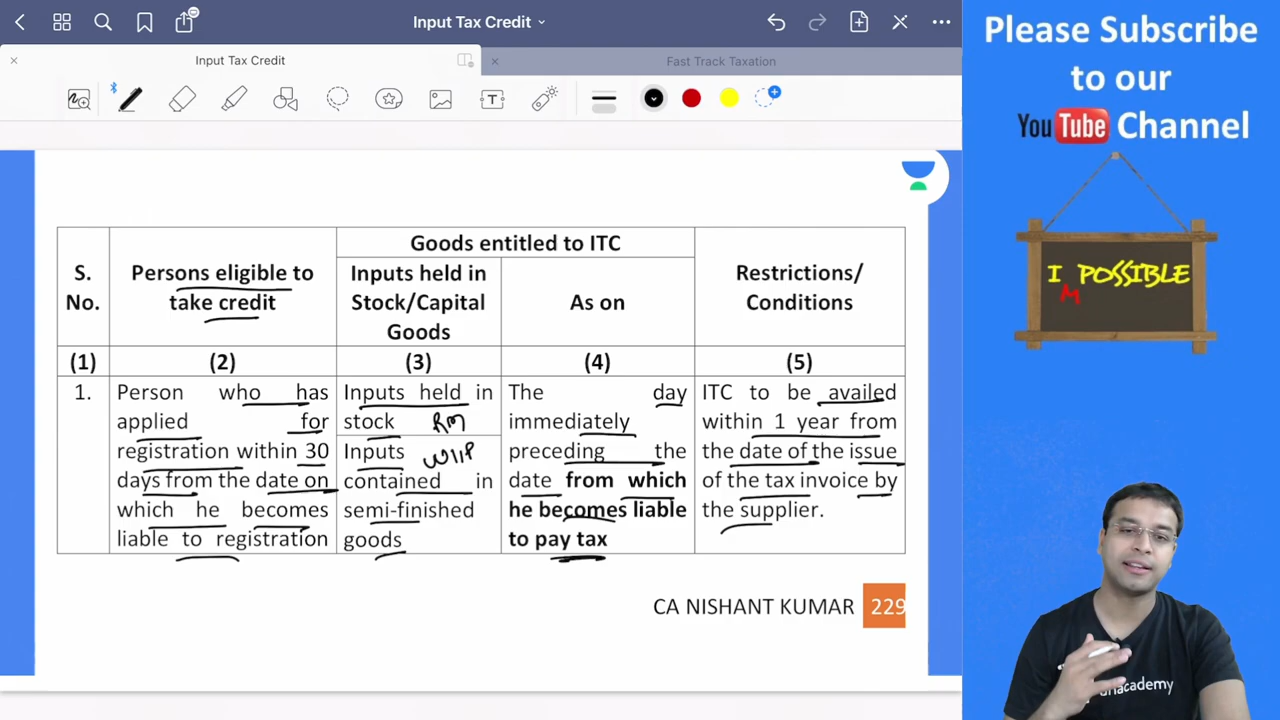 Input Tax Credit
Input Tax Credit
Fast Track Taxation
T
Please Subscribe
to our
YouTube Channel
I POSSIBLE
M
S.
No.
Persons eligible to
take credit
Goods entitled to ITC
Inputs held in
Stock/Capital
Goods
As on
Restrictions/
Conditions
(1)
(2)
(3)
(4)
(5)
1.
Person who has
applied for
registration within 30
days from the date on
which he becomes
liable to registration
Inputs held in
stock RM
Inputs WIP
contained in
semi-finished
goods
The day
immediately
preceding the
date from which
he becomes liable
to pay tax
ITC to be availed
within 1 year from
the date of the issue
of the tax invoice by
the supplier.
CA NISHANT KUMAR 229
unacademy